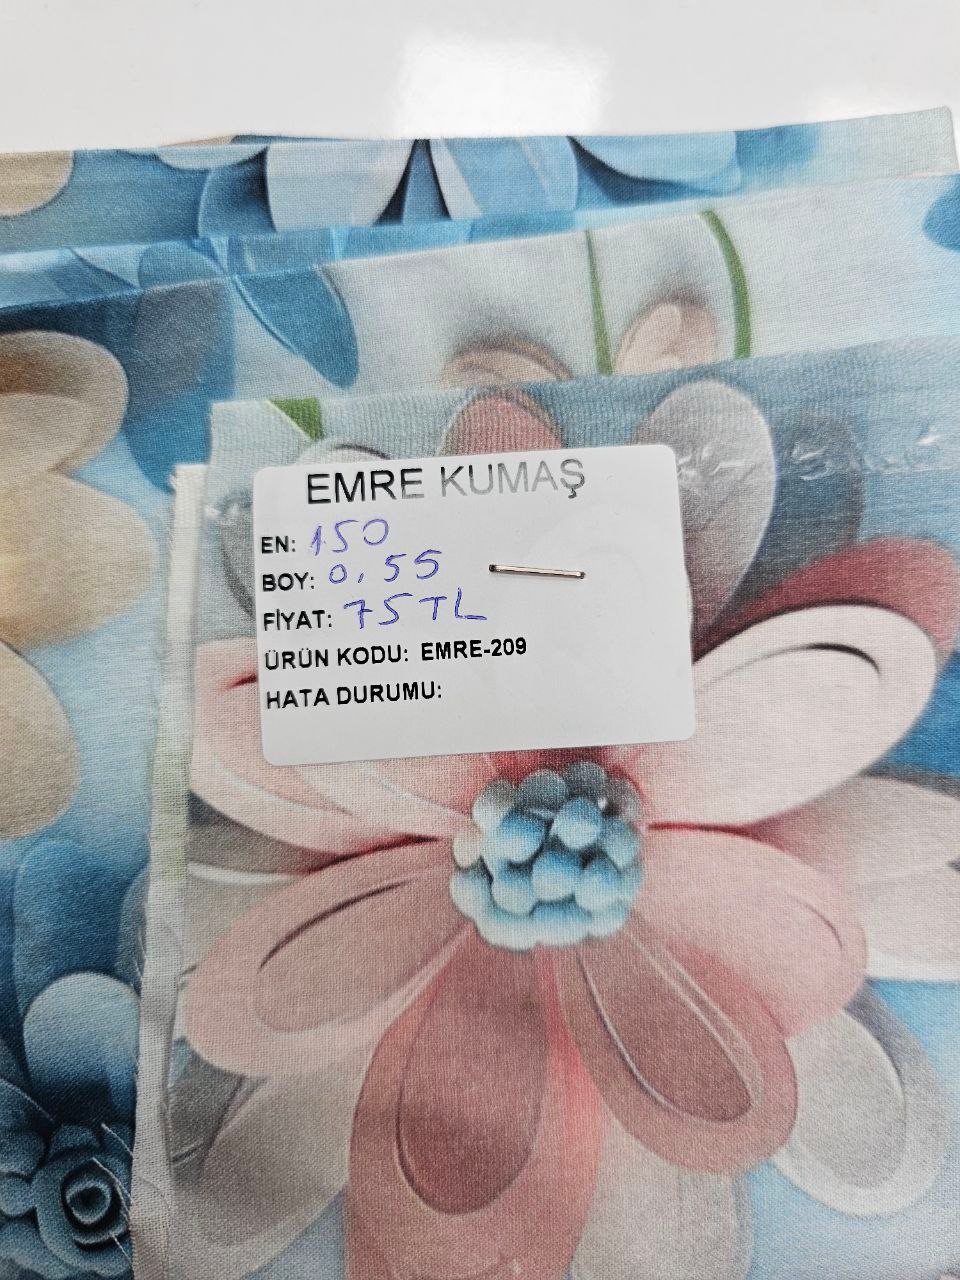 EMRE KUMAŞ
EN: 150
BOY: 0,55
FİYAT: 75 TL
ÜRÜN KODU: EMRE-209
HATA DURUMU: